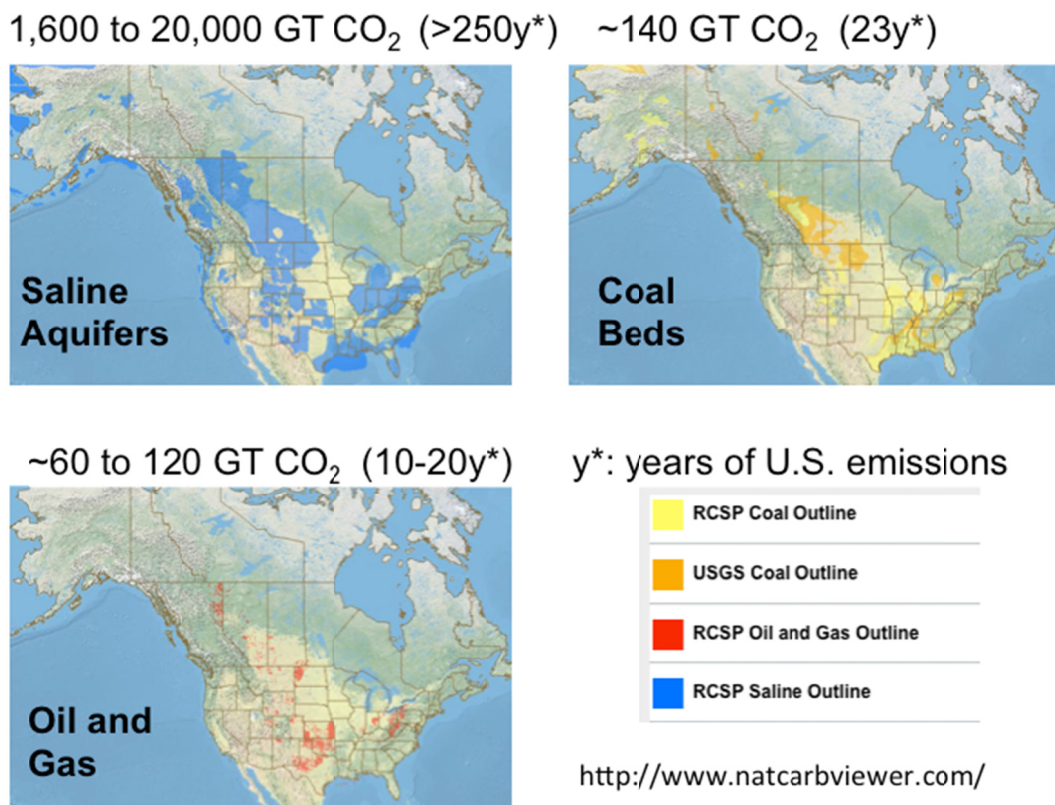 1,600 to 20,000 GT CO₂ (>250y*)
~140 GT CO₂ (23y*)
Saline
Aquifers
Coal
Beds
~60 to 120 GT CO₂ (10-20y*)
y*: years of U.S. emissions
Oil and
Gas
RCSP Coal Outline
USGS Coal Outline
RCSP Oil and Gas Outline
RCSP Saline Outline
http://www.natcarbviewer.com/